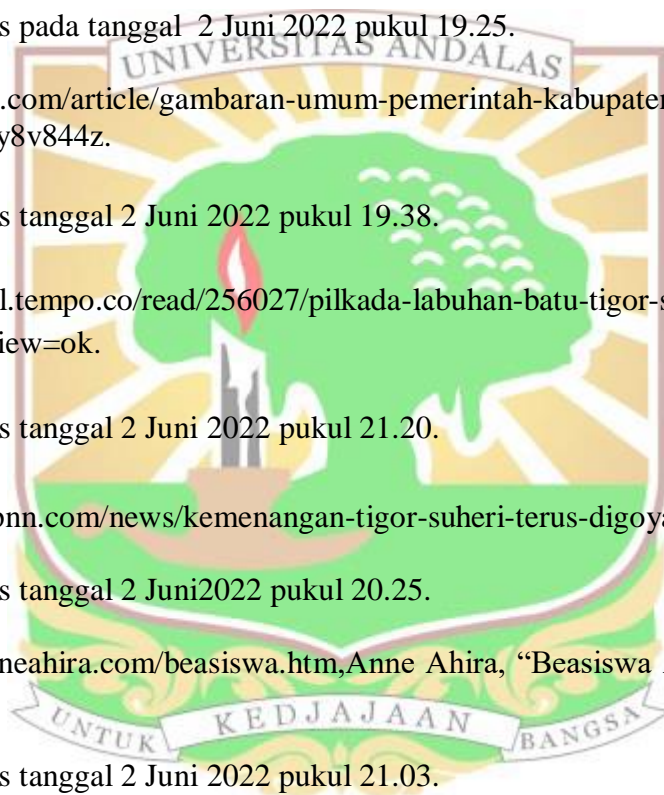 s pada tanggal 2 Juni 2022 pukul 19.25.
UNIVERSITAS ANDALAS
.com/article/gambaran-umum-pemerintah-kabupaten
y8v844z.
s tanggal 2 Juni 2022 pukul 19.38.
l.tempo.co/read/256027/pilkada-labuhan-batu-tigor-s
iew=ok.
s tanggal 2 Juni 2022 pukul 21.20.
pnn.com/news/kemenangan-tigor-suheri-terus-digoya
s tanggal 2 Juni2022 pukul 20.25.
neahira.com/beasiswa.htm,Anne Ahira, “Beasiswa
UNTUK KEDJAJAAN BANGSA
s tanggal 2 Juni 2022 pukul 21.03.